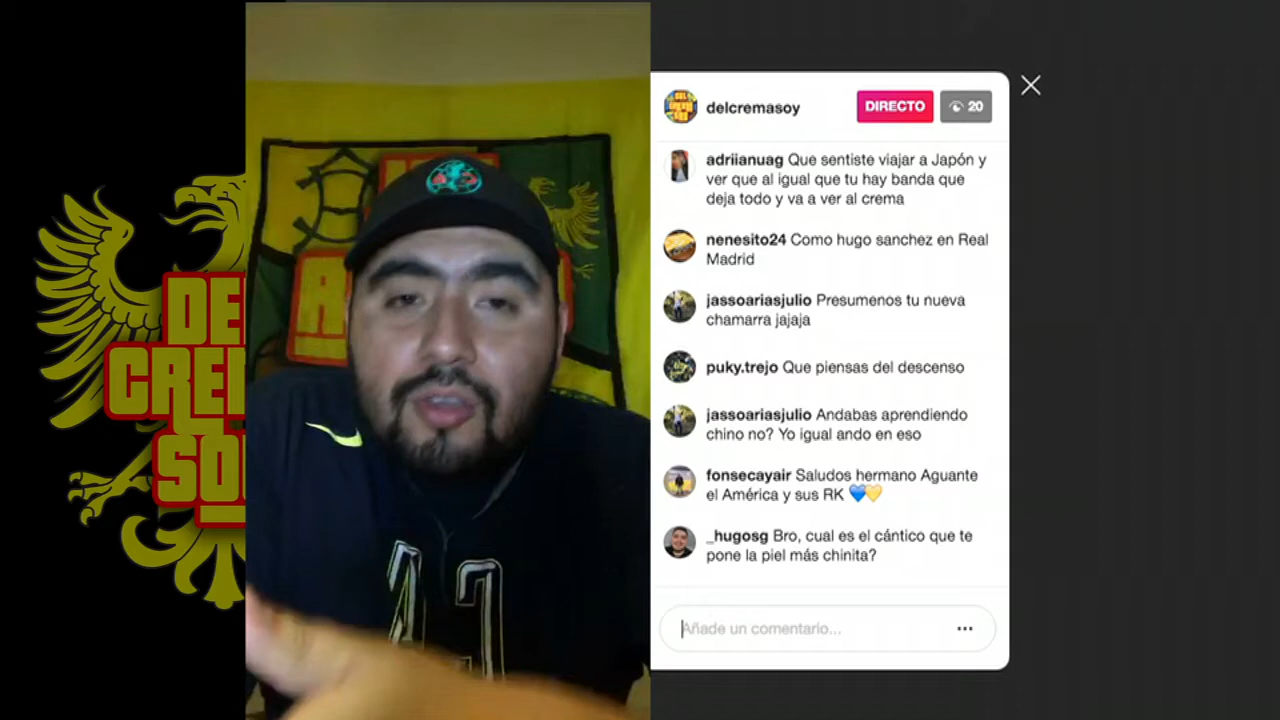 DE
CRE
SO
delcremasoy
DIRECTO
20
adriianuag Que sentiste viajar a Japón y
ver que al igual que tu hay banda que
deja todo y va a ver al crema
nenesito24 Como hugo sanchez en Real
Madrid
jassoariasjulio Presumenos tu nueva
chamarra jajaja
puky.trejo Que piensas del descenso
jassoariasjulio Andabas aprendiendo
chino no? Yo igual ando en eso
fonsecayair Saludos hermano Aguante
el América y sus RK 💙💛
_hugosg Bro, cual es el cántico que te
pone la piel más chinita?
Añade un comentario...